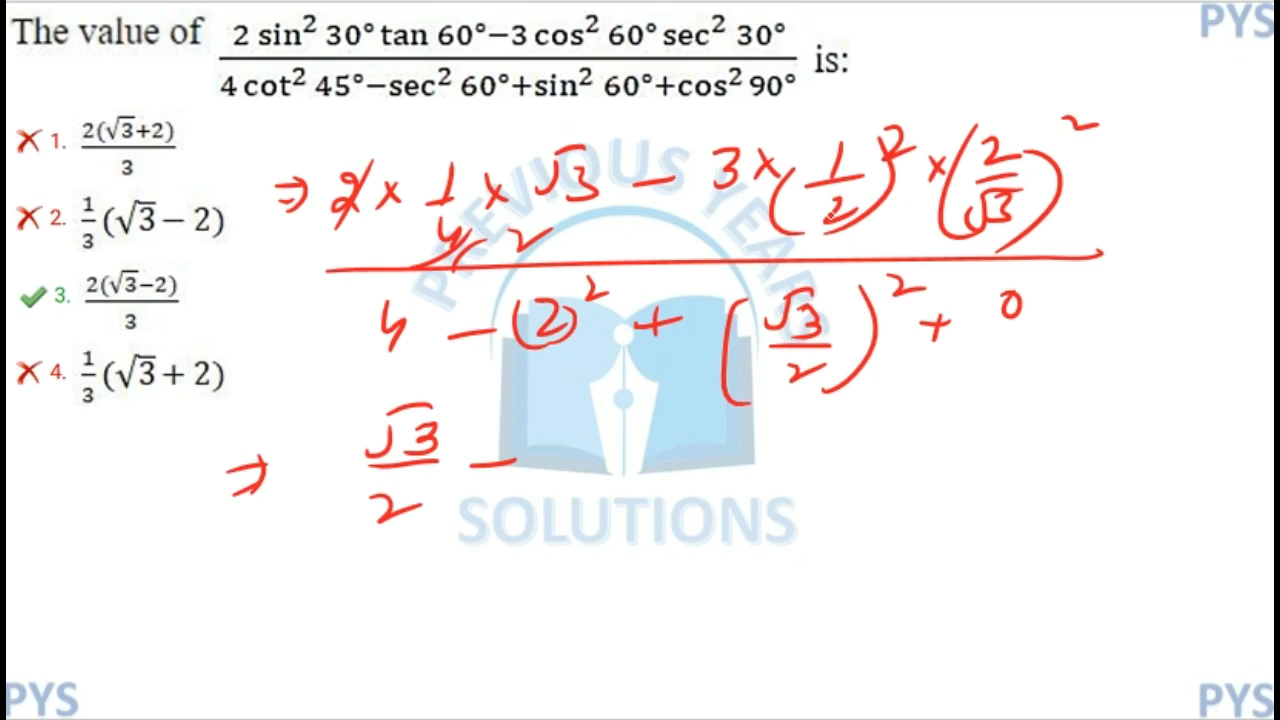 PYS
The value of (2 sin² 30° tan 60°−3 cos² 60° sec² 30°)/(4 cot² 45°−sec² 60°+sin² 60°+cos² 90°) is:
1. 2(√3+2)/3
2. 1/3(√3 − 2)
3. 2(√3−2)/3
4. 1/3(√3 + 2)
⇒ 2 × 1/4 2 × √3 − 3 × (1/2)² × (2/√3)²
4 − (2)² + (√3/2)² + 0
⇒ √3/2 −
PREVIOUS YEARS
SOLUTIONS
PYS
PYS